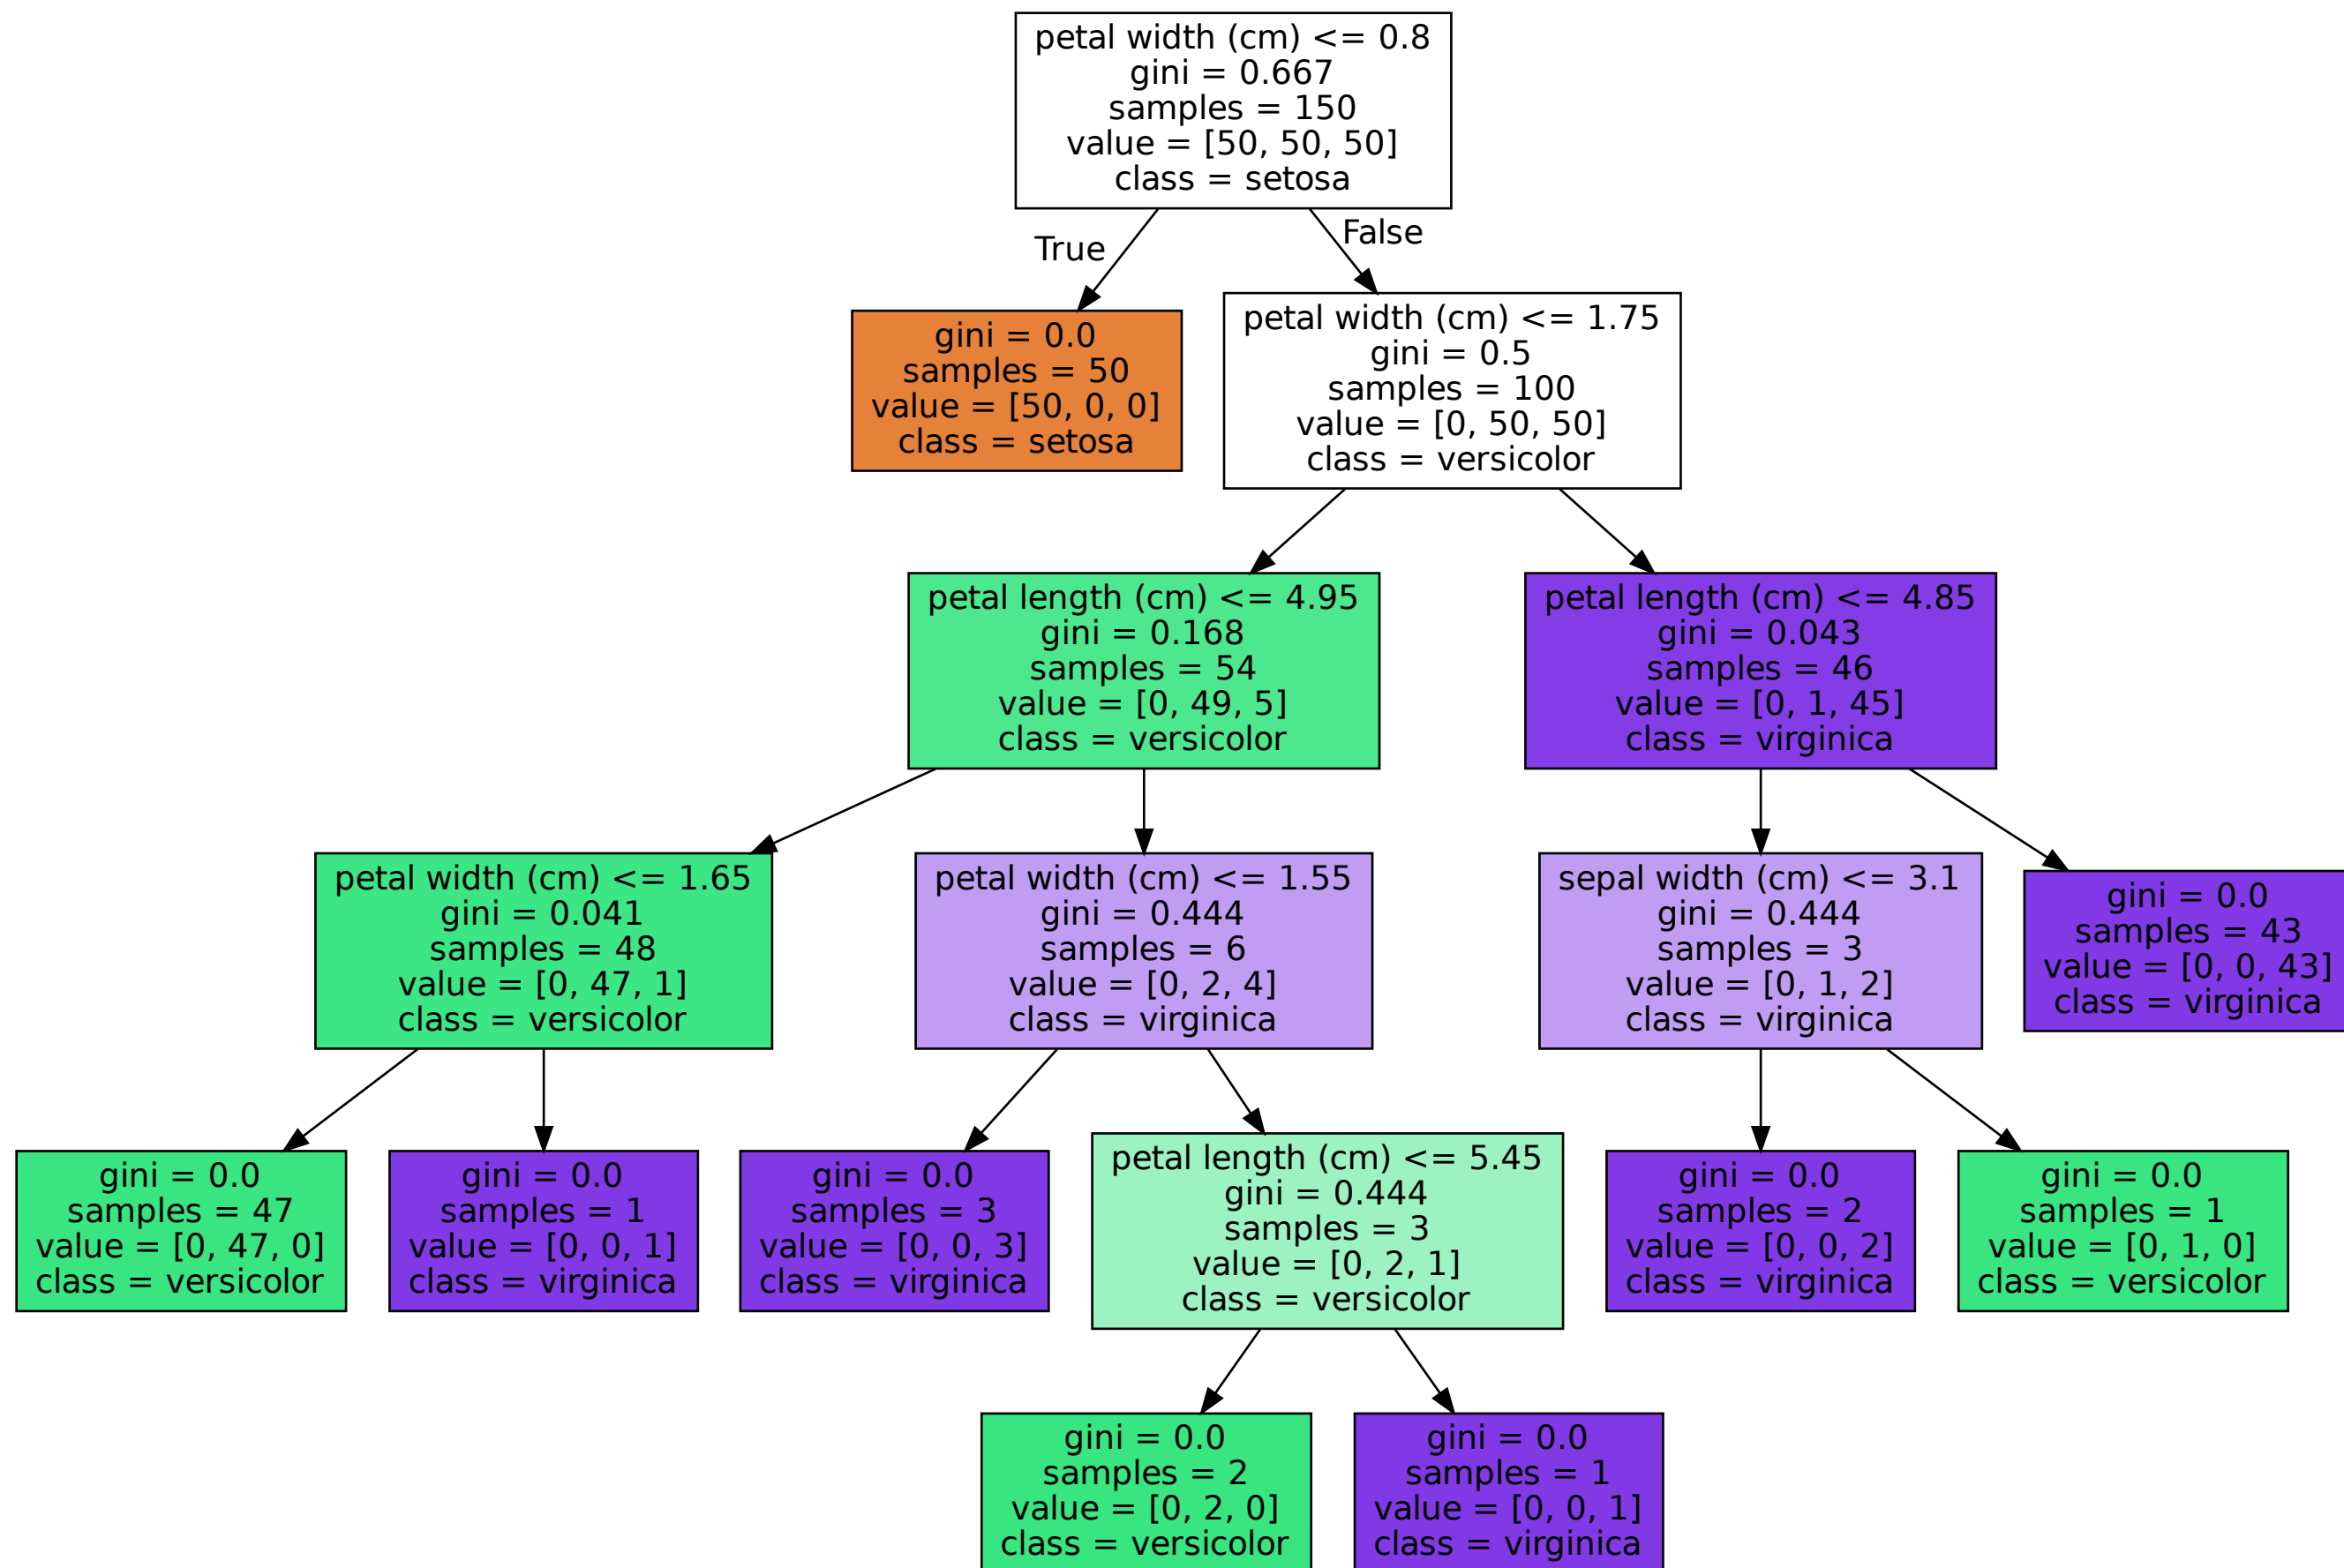 petal width (cm) <= 0.8
gini = 0.667
samples = 150
value = [50, 50, 50]
class = setosa
True
False
gini = 0.0
samples = 50
value = [50, 0, 0]
class = setosa
petal width (cm) <= 1.75
gini = 0.5
samples = 100
value = [0, 50, 50]
class = versicolor
petal length (cm) <= 4.95
gini = 0.168
samples = 54
value = [0, 49, 5]
class = versicolor
petal length (cm) <= 4.85
gini = 0.043
samples = 46
value = [0, 1, 45]
class = virginica
petal width (cm) <= 1.65
gini = 0.041
samples = 48
value = [0, 47, 1]
class = versicolor
petal width (cm) <= 1.55
gini = 0.444
samples = 6
value = [0, 2, 4]
class = virginica
sepal width (cm) <= 3.1
gini = 0.444
samples = 3
value = [0, 1, 2]
class = virginica
gini = 0.0
samples = 43
value = [0, 0, 43]
class = virginica
gini = 0.0
samples = 47
value = [0, 47, 0]
class = versicolor
gini = 0.0
samples = 1
value = [0, 0, 1]
class = virginica
gini = 0.0
samples = 3
value = [0, 0, 3]
class = virginica
petal length (cm) <= 5.45
gini = 0.444
samples = 3
value = [0, 2, 1]
class = versicolor
gini = 0.0
samples = 2
value = [0, 0, 2]
class = virginica
gini = 0.0
samples = 1
value = [0, 1, 0]
class = versicolor
gini = 0.0
samples = 2
value = [0, 2, 0]
class = versicolor
gini = 0.0
samples = 1
value = [0, 0, 1]
class = virginica